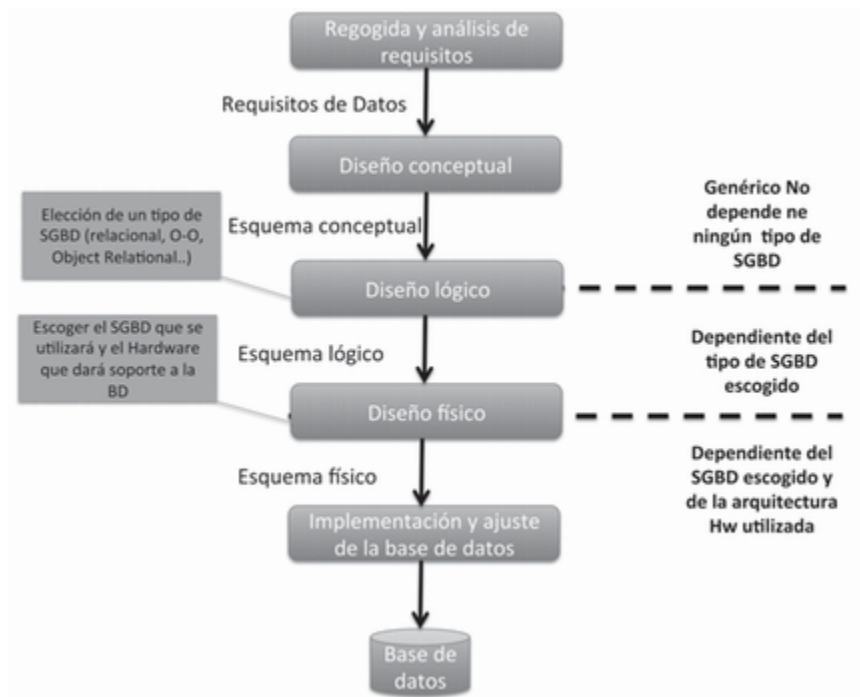 Regogida y análisis de
requisitos
Requisitos de Datos
Diseño conceptual
Elección de un tipo de
SGBD (relacional, O-O,
Object Relational..)
Esquema conceptual
Genérico No
depende ne
ningún tipo de
SGBD
Diseño lógico
Escoger el SGBD que se
utilizará y el Hardware
que dará soporte a la
BD
Esquema lógico
Dependiente del
tipo de SGBD
escogido
Diseño físico
Esquema físico
Dependiente del
SGBD escogido y
de la arquitectura
Hw utilizada
Implementación y ajuste
de la base de datos
Base de
datos